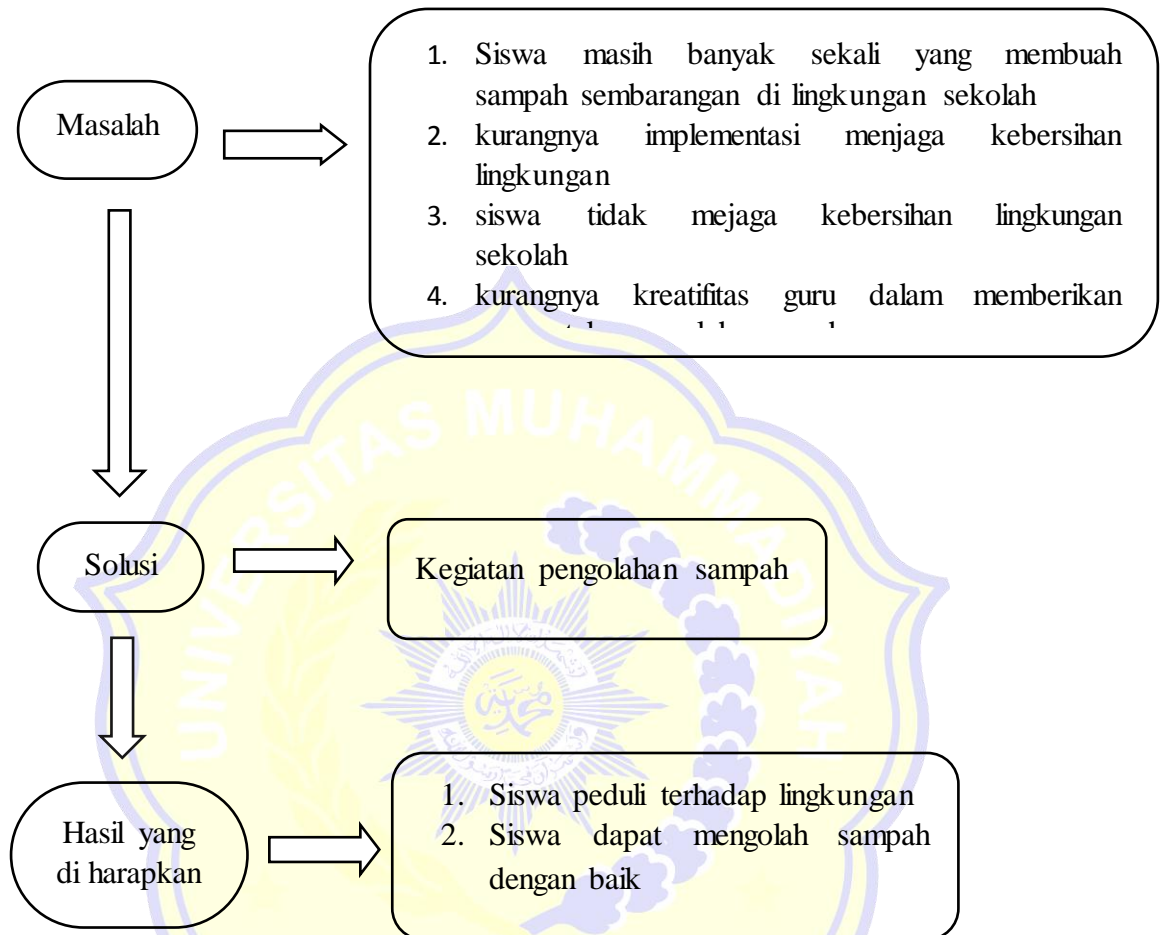 Masalah
1. Siswa masih banyak sekali yang membuah
sampah sembarangan di lingkungan sekolah
2. kurangnya implementasi menjaga kebersihan
lingkungan
3. siswa tidak mejaga kebersihan lingkungan
sekolah
4. kurangnya kreatifitas guru dalam memberikan
Solusi
Kegiatan pengolahan sampah
Hasil yang
di harapkan
1. Siswa peduli terhadap lingkungan
2. Siswa dapat mengolah sampah
dengan baik
UNIVERSITAS MUHAMMADIYAH